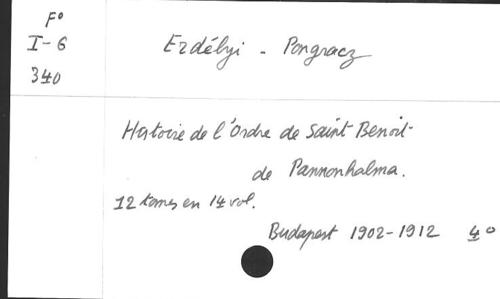 F°
I-6
340
Erdélyi - Pongracz
Histoire de l'Ordre de Saint Benoit
de Pannonhalma.
12 tomes en 14 vol.
Budapest 1902-1912 4°